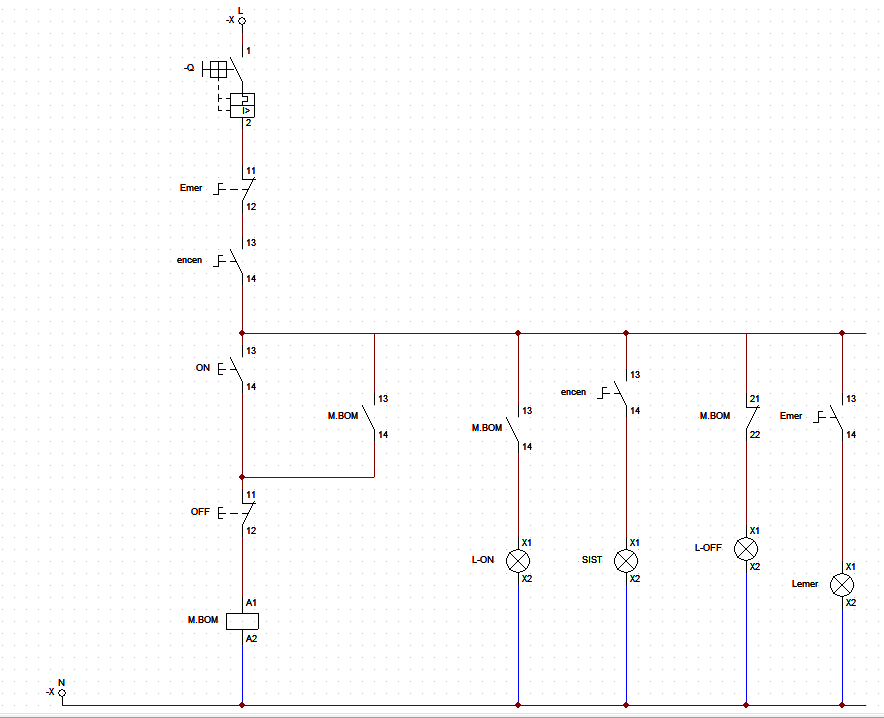 L
-X
1
-Q
I>
2
11
Emer
12
13
encen
14
13
ON
14
13
M.BOM
14
13
M.BOM
14
13
encen
14
21
M.BOM
22
13
Emer
14
11
OFF
12
X1
L-ON
X2
X1
SIST
X2
X1
L-OFF
X2
X1
Lemer
X2
A1
M.BOM
A2
N
-X